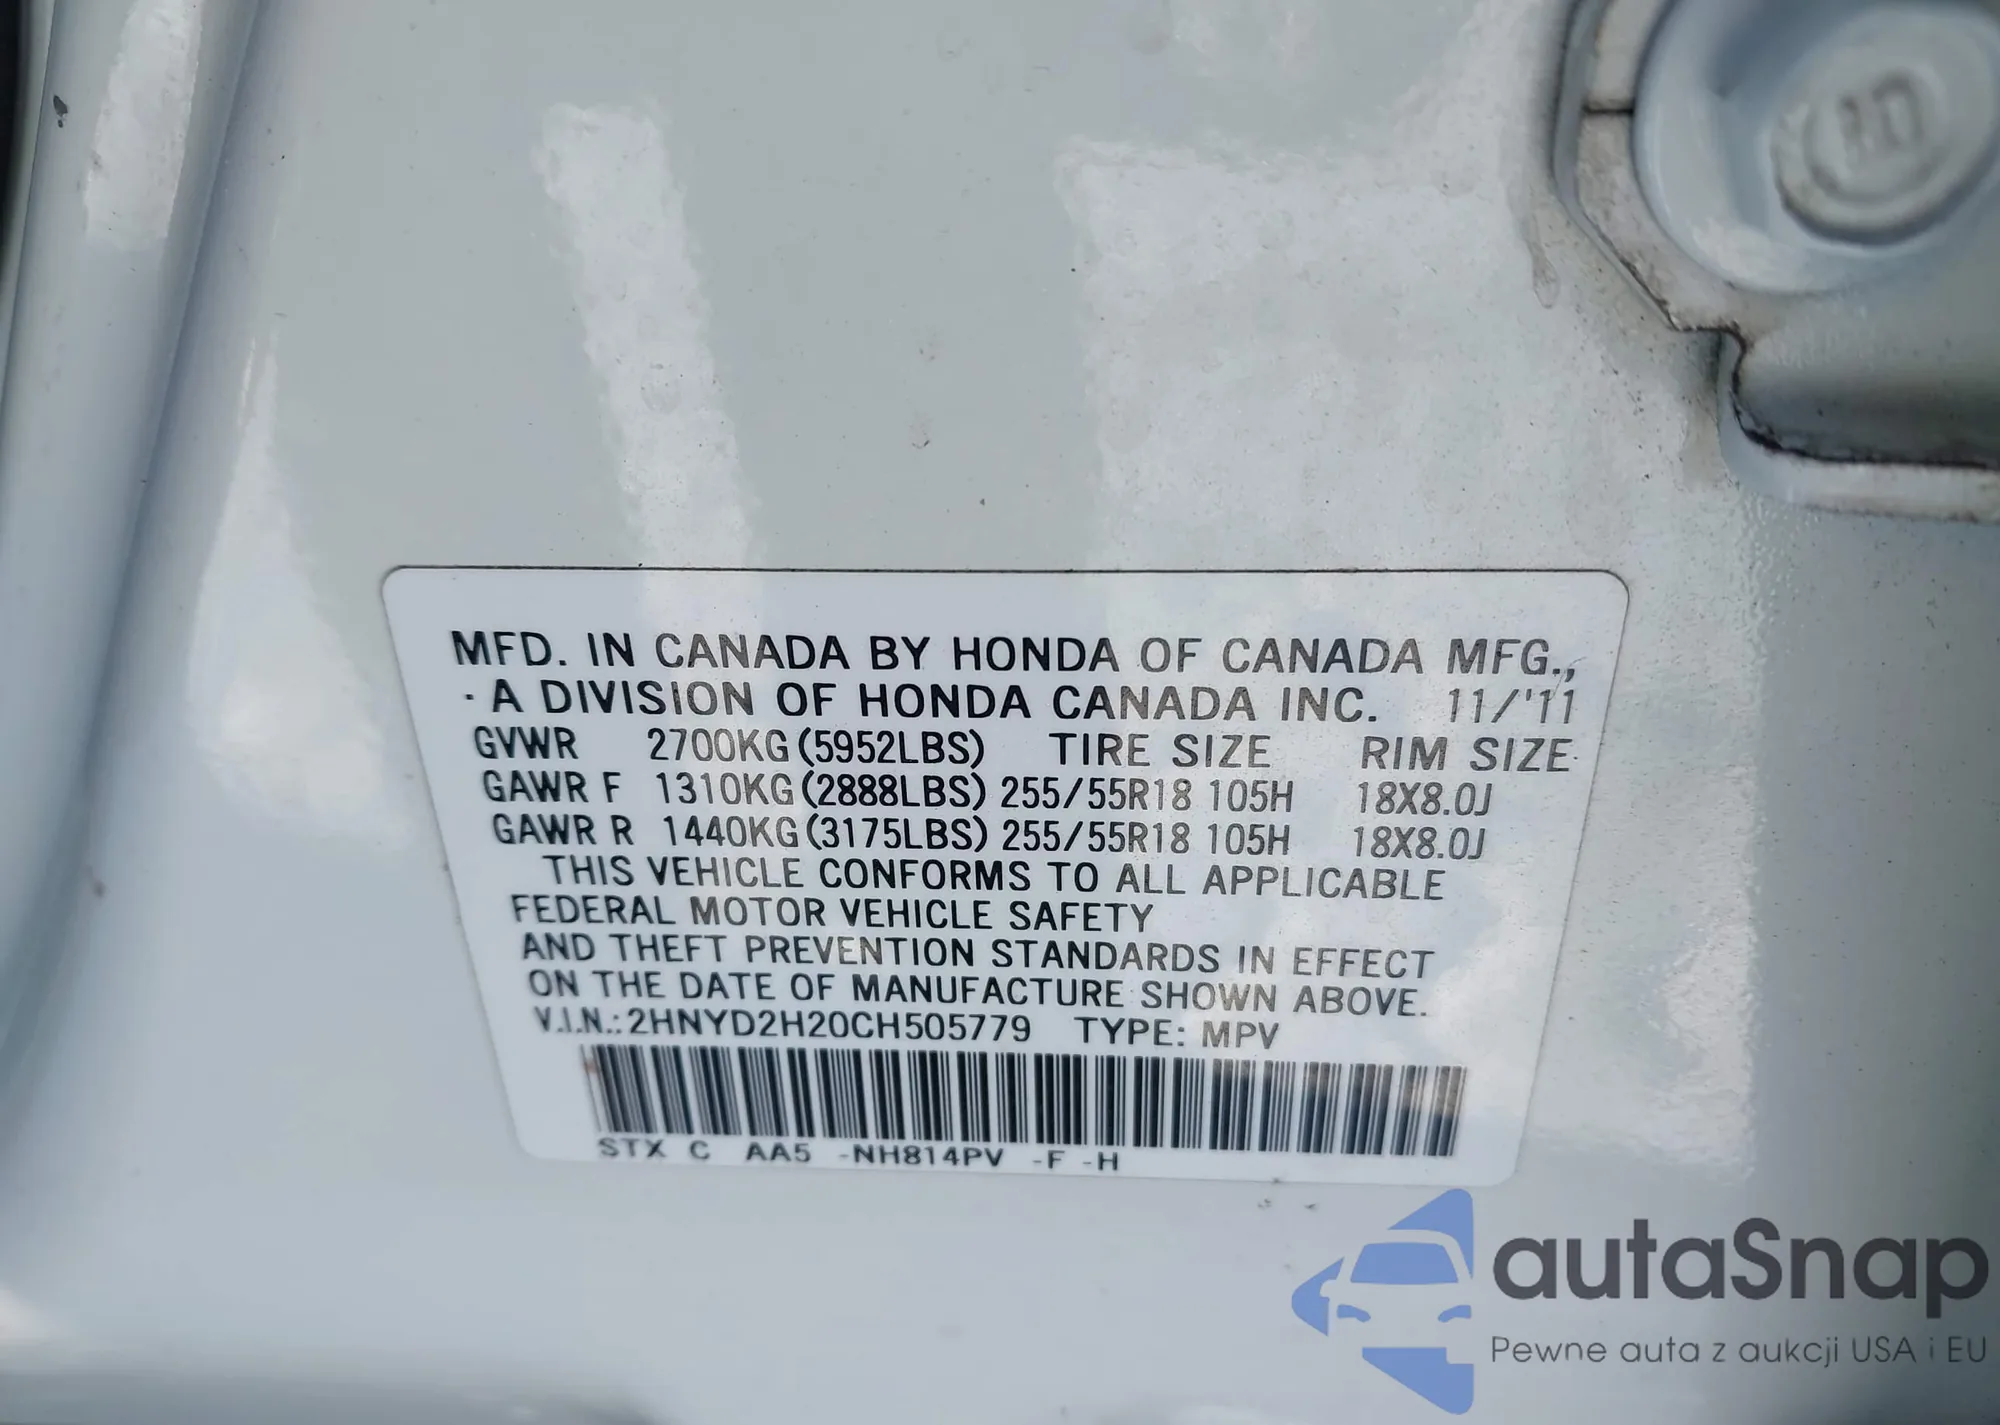 MFD. IN CANADA BY HONDA OF CANADA MFG.,
A DIVISION OF HONDA CANADA INC. 11/'11
GVWR 2700KG (5952LBS) TIRE SIZE RIM SIZE
GAWR F 1310KG (2888LBS) 255/55R18 105H 18X8.0J
GAWR R 1440KG (3175LBS) 255/55R18 105H 18X8.0J
THIS VEHICLE CONFORMS TO ALL APPLICABLE
FEDERAL MOTOR VEHICLE SAFETY
AND THEFT PREVENTION STANDARDS IN EFFECT
ON THE DATE OF MANUFACTURE SHOWN ABOVE.
V.I.N.: 2HNYD2H20CH505779 TYPE: MPV
STX C AA5 -NH814PV -F -H
autaSnap
Pewne auta z aukcji USA i EU